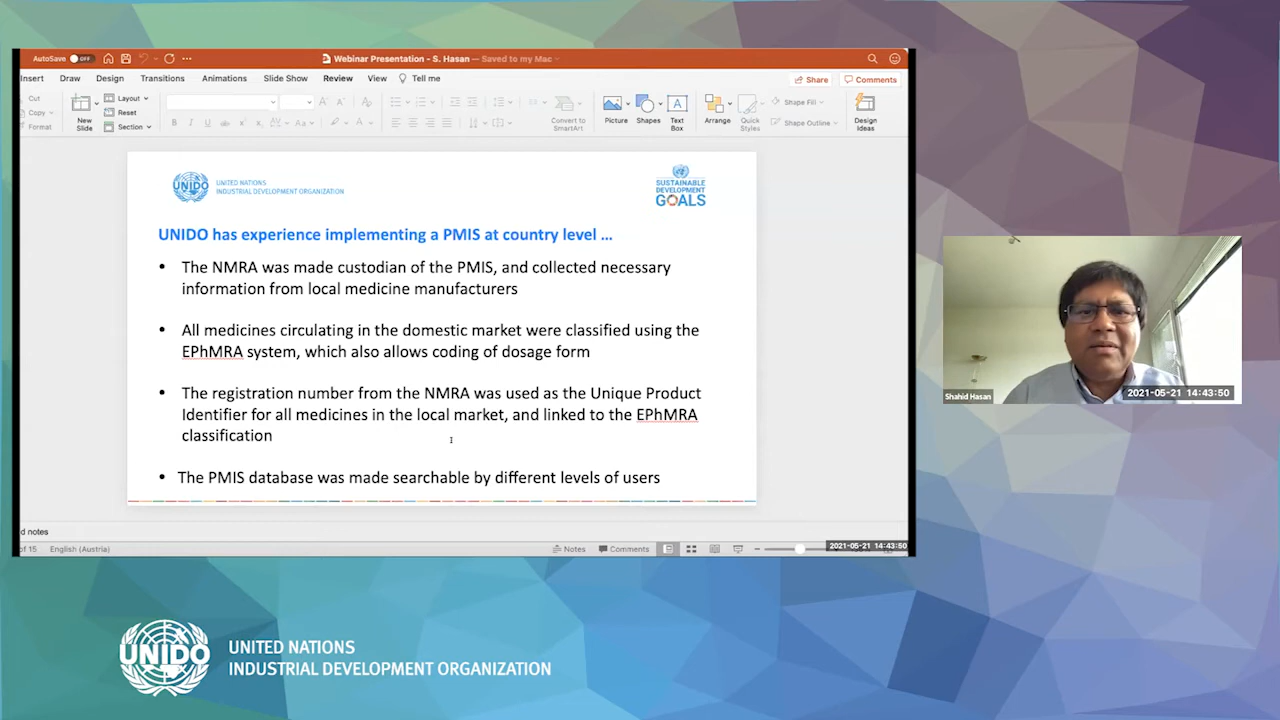 AutoSave OFF
Webinar Presentation - S. Hasan — Saved to my Mac
Insert Draw Design Transitions Animations Slide Show Review View Tell me
Share Comments
Cut
Copy
Format
New Slide
Layout
Reset
Section
Convert to SmartArt
Picture
Shapes
Text Box
Arrange
Quick Styles
Shape Fill
Shape Outline
Design Ideas
UNIDO
UNITED NATIONS
INDUSTRIAL DEVELOPMENT ORGANIZATION
SUSTAINABLE
DEVELOPMENT
GOALS
UNIDO has experience implementing a PMIS at country level …
• The NMRA was made custodian of the PMIS, and collected necessary
information from local medicine manufacturers
• All medicines circulating in the domestic market were classified using the
EPhMRA system, which also allows coding of dosage form
• The registration number from the NMRA was used as the Unique Product
Identifier for all medicines in the local market, and linked to the EPhMRA
classification
• The PMIS database was made searchable by different levels of users
d notes
of 15 English (Austria)
Notes Comments
2021-05-21 14:43:50
Shahid Hasan
2021-05-21 14:43:50
UNIDO
UNITED NATIONS
INDUSTRIAL DEVELOPMENT ORGANIZATION